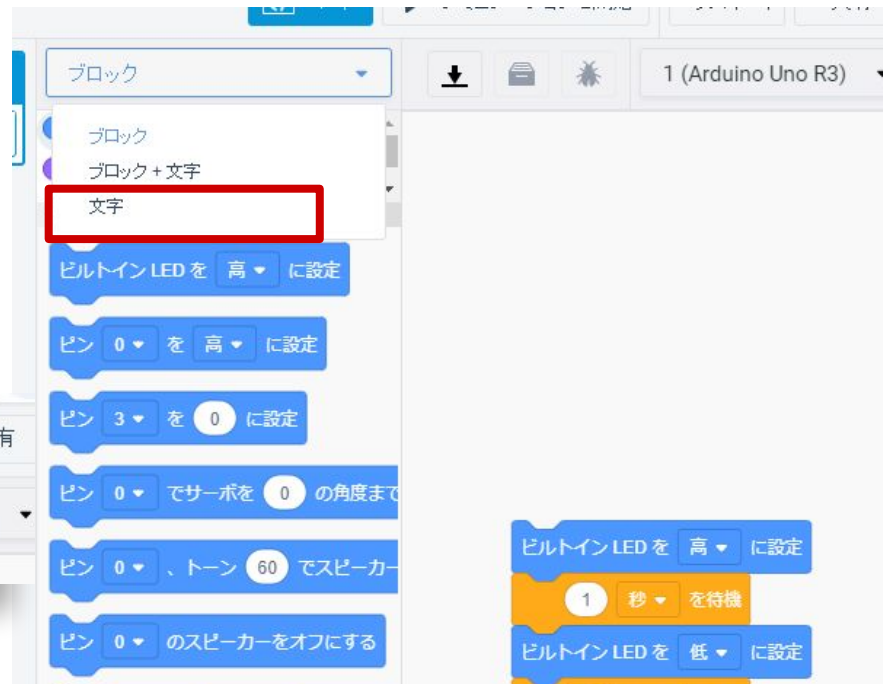 ブロック
1 (Arduino Uno R3)
ブロック
ブロック + 文字
文字
ビルトイン LED を 高 に設定
ピン 0 を 高 に設定
ピン 3 を 0 に設定
有
ピン 0 でサーボを 0 の角度まで
ピン 0 、トーン 60 でスピーカー
ピン 0 のスピーカーをオフにする
ビルトイン LED を 高 に設定
1 秒 を待機
ビルトイン LED を 低 に設定